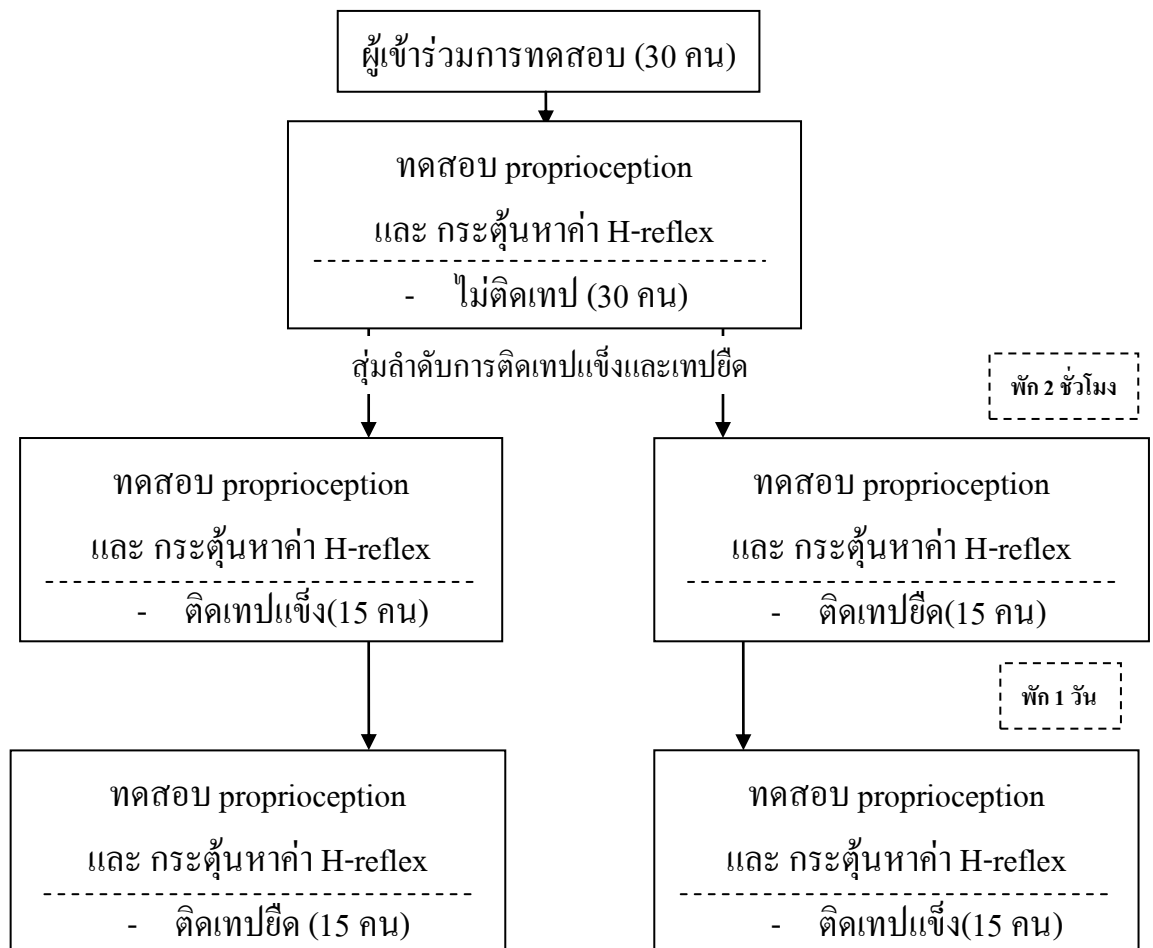 ผู้เข้าร่วมการทดสอบ (30 คน)
ทดสอบ proprioception
และ กระตุ้นหาค่า H-reflex
- ไม่ติดเทป (30 คน)
สุ่มลำดับการติดเทปแข็งและเทปยืด
พัก 2 ชั่วโมง
ทดสอบ proprioception
และ กระตุ้นหาค่า H-reflex
- ติดเทปแข็ง(15 คน)
ทดสอบ proprioception
และ กระตุ้นหาค่า H-reflex
- ติดเทปยืด(15 คน)
พัก 1 วัน
ทดสอบ proprioception
และ กระตุ้นหาค่า H-reflex
- ติดเทปยืด (15 คน)
ทดสอบ proprioception
และ กระตุ้นหาค่า H-reflex
- ติดเทปแข็ง(15 คน)